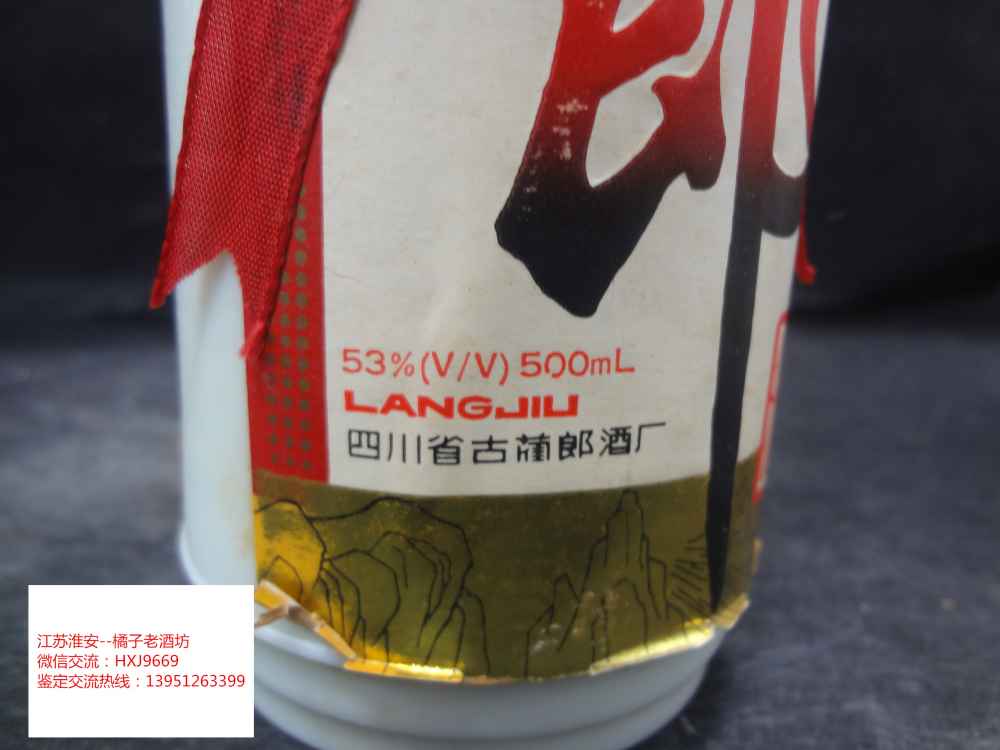 郎
53%(V/V) 500mL
LANGJIU
四川省古蔺郎酒厂
江苏淮安--橘子老酒坊
微信交流：HXJ9669
鉴定交流热线：13951263399